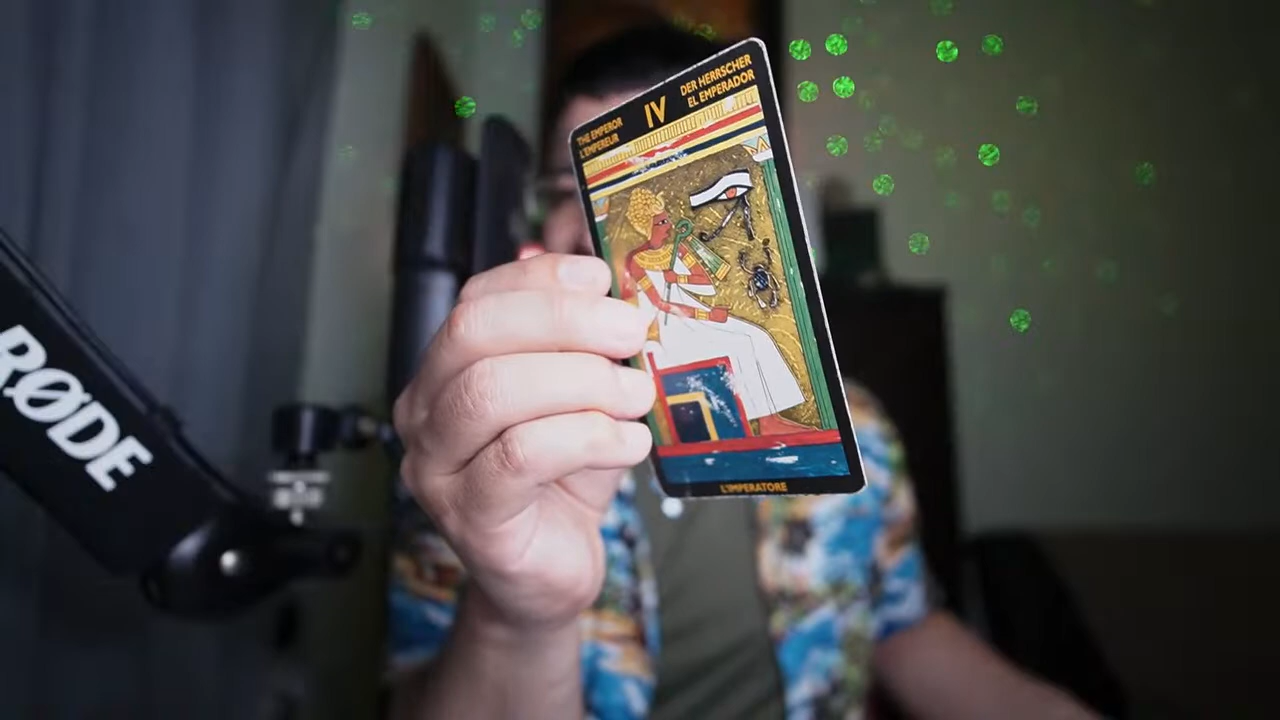 THE EMPEROR
L'EMPEREUR
IV
DER HERRSCHER
EL EMPERADOR
L'IMPERATORE
RØDE